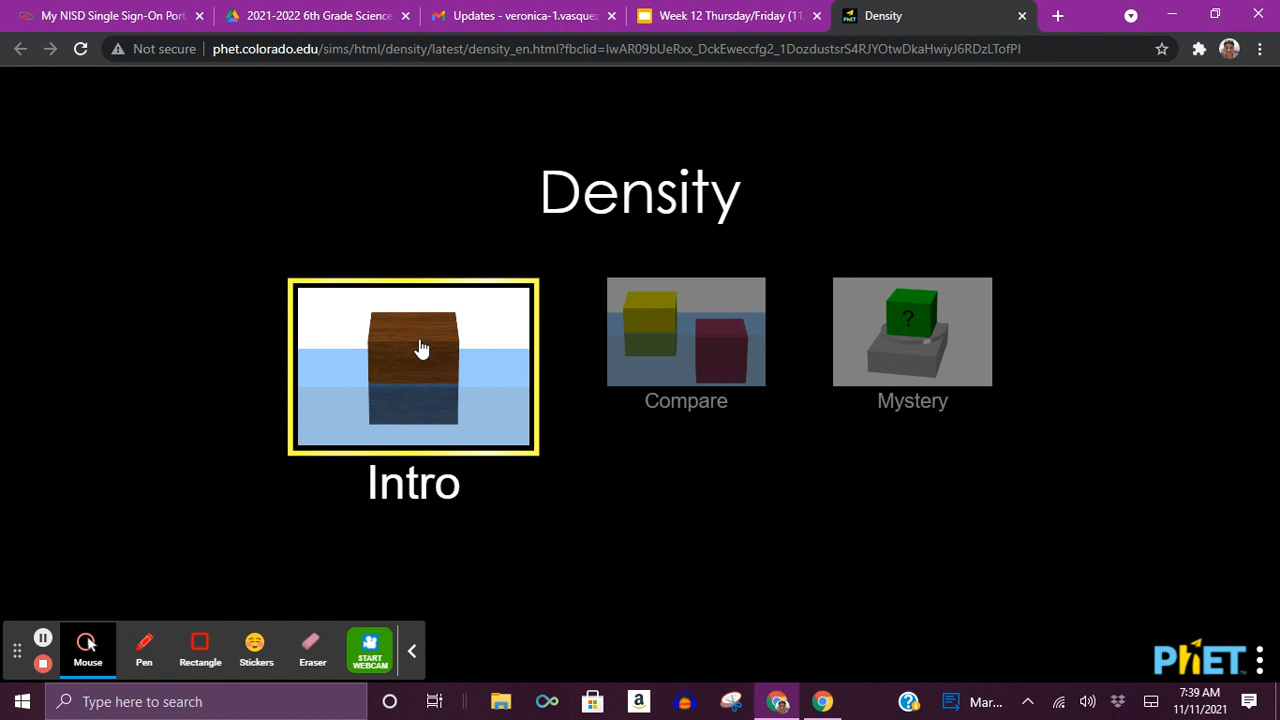 My NISD Single Sign-On Port
2021-2022 6th Grade Science
Updates - veronica-1.vasquez
Week 12 Thursday/Friday (11
Density
Not secure
phet.colorado.edu/sims/html/density/latest/density_en.html?fbclid=IwAR09bUeRxx_DckEweccfg2_1DozdustsrS4RJYOtwDkaHwiyJ6RDzLTofPI
Density
?
Compare
Mystery
Intro
Mouse
Pen
Rectangle
Stickers
Eraser
START WEBCAM
PhET
Type here to search
a
Mar...
7:39 AM
11/11/2021